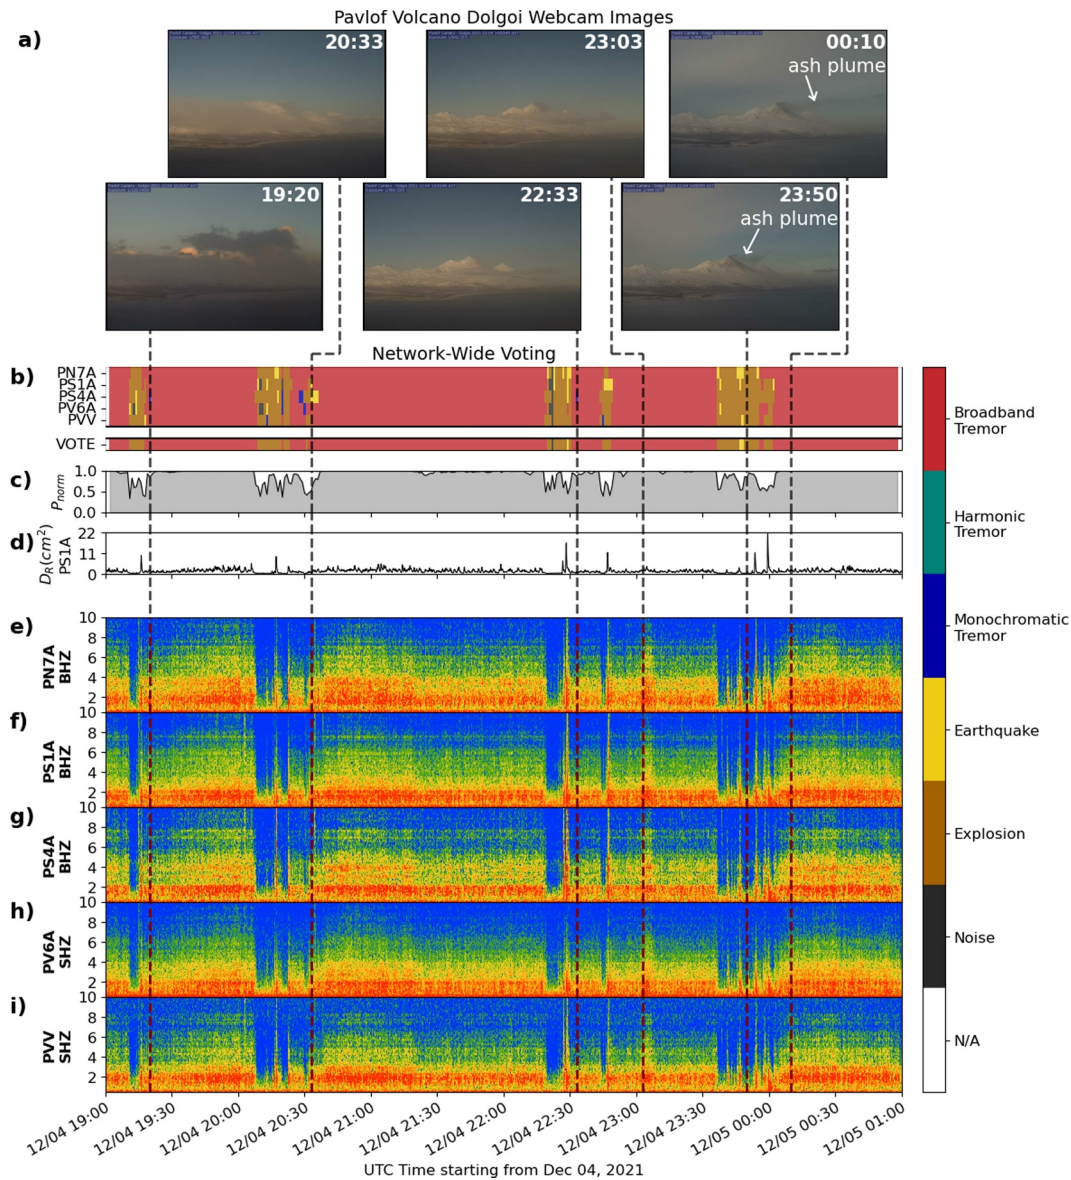 Pavlof Volcano Dolgoi Webcam Images
a)
20:33
23:03
00:10
ash plume
19:20
22:33
23:50
ash plume
Network-Wide Voting
b)
PN7A
PS1A
PS4A
PV6A
PVV
VOTE
c)
P_norm
1.0
0.5
0.0
d)
D_R(cm²)
PS1A
22
11
0
e)
PN7A
BHZ
10
8
6
4
2
f)
PS1A
BHZ
10
8
6
4
2
g)
PS4A
BHZ
10
8
6
4
2
h)
PV6A
SHZ
10
8
6
4
2
i)
PVV
SHZ
10
8
6
4
2
12/04 19:00
12/04 19:30
12/04 20:00
12/04 20:30
12/04 21:00
12/04 21:30
12/04 22:00
12/04 22:30
12/04 23:00
12/04 23:30
12/05 00:00
12/05 00:30
12/05 01:00
UTC Time starting from Dec 04, 2021
Broadband
Tremor
Harmonic
Tremor
Monochromatic
Tremor
Earthquake
Explosion
Noise
N/A